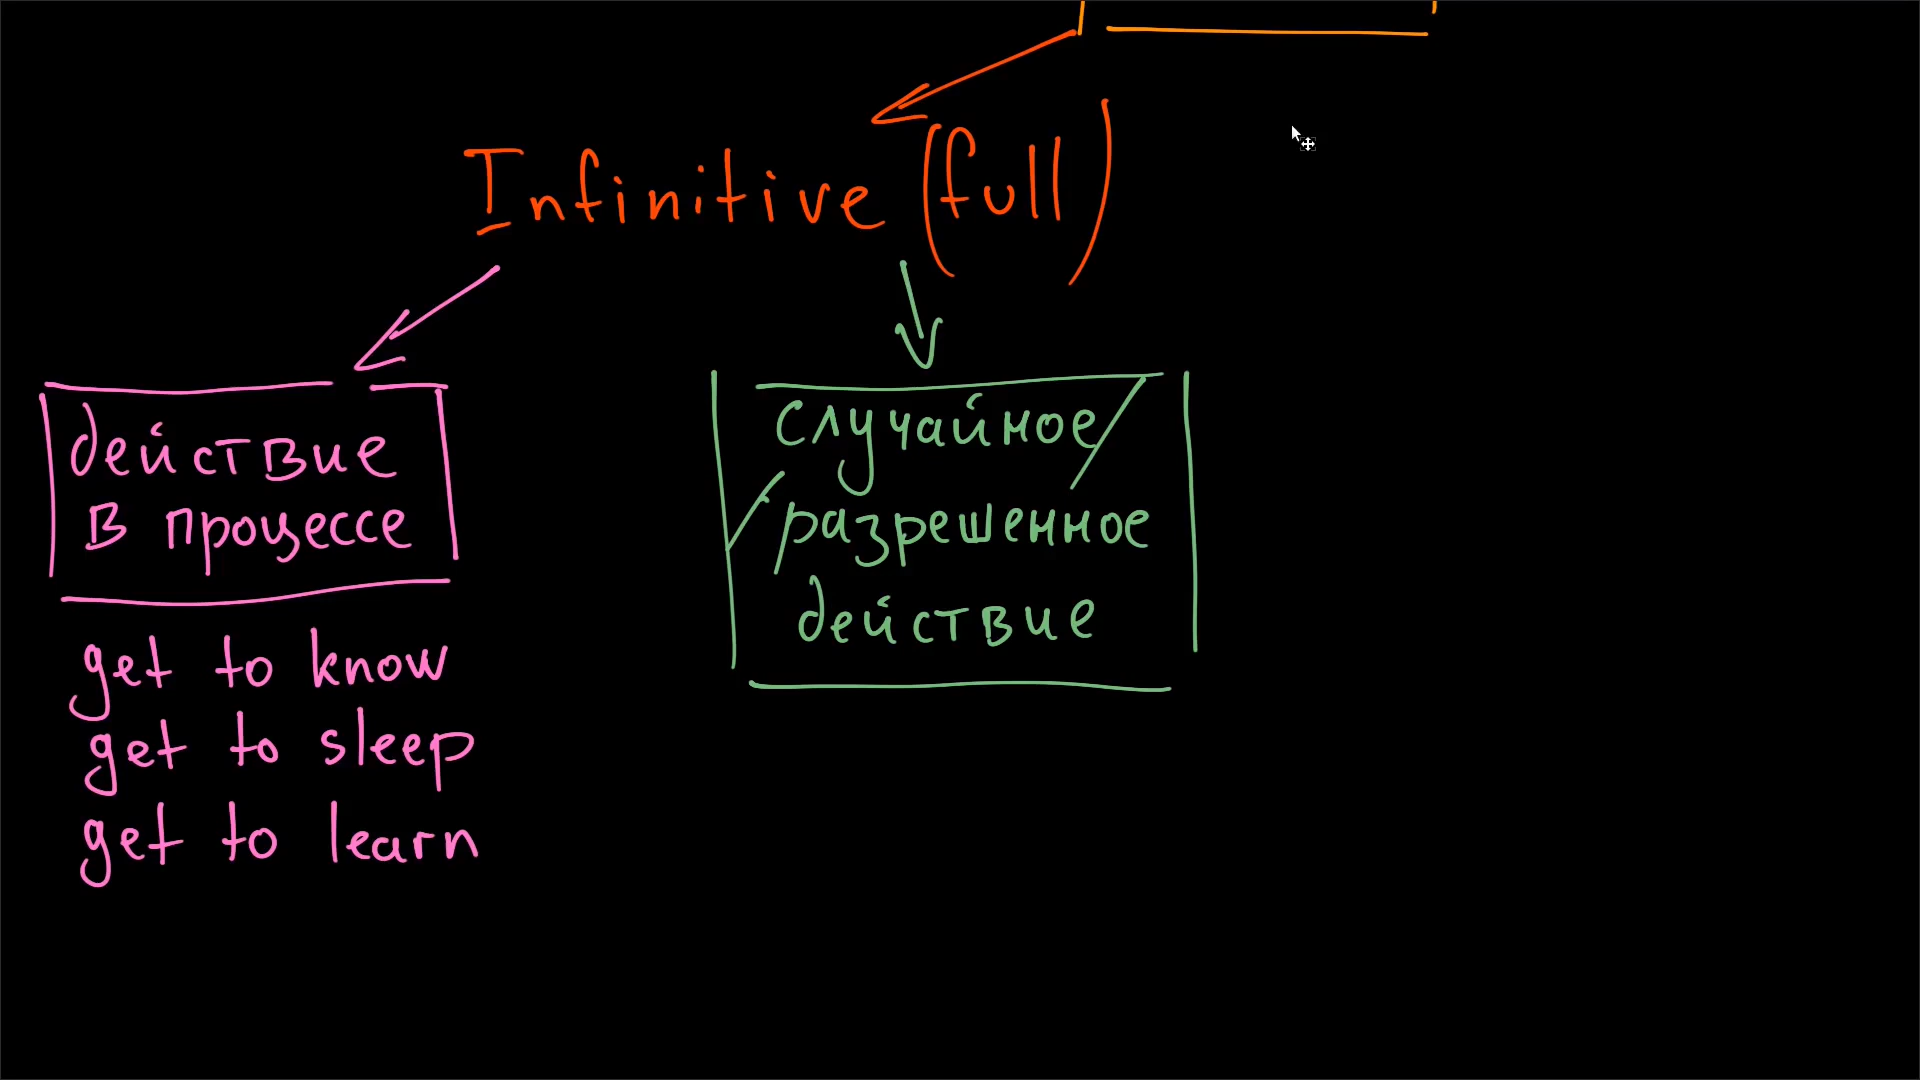 Infinitive (full)
действие
в процессе
get to know
get to sleep
get to learn
случайное
разрешенное
действие